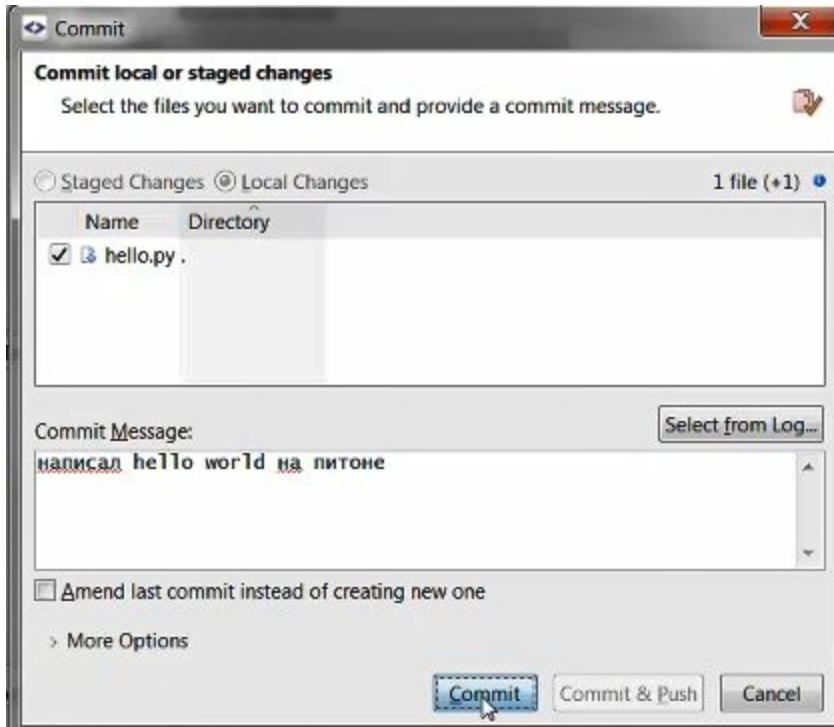 Commit
Commit local or staged changes
Select the files you want to commit and provide a commit message.
Staged Changes Local Changes 1 file (+1)
Name Directory
hello.py .
Commit Message: Select from Log...
написал hello world на питоне
Amend last commit instead of creating new one
More Options
Commit Commit & Push Cancel